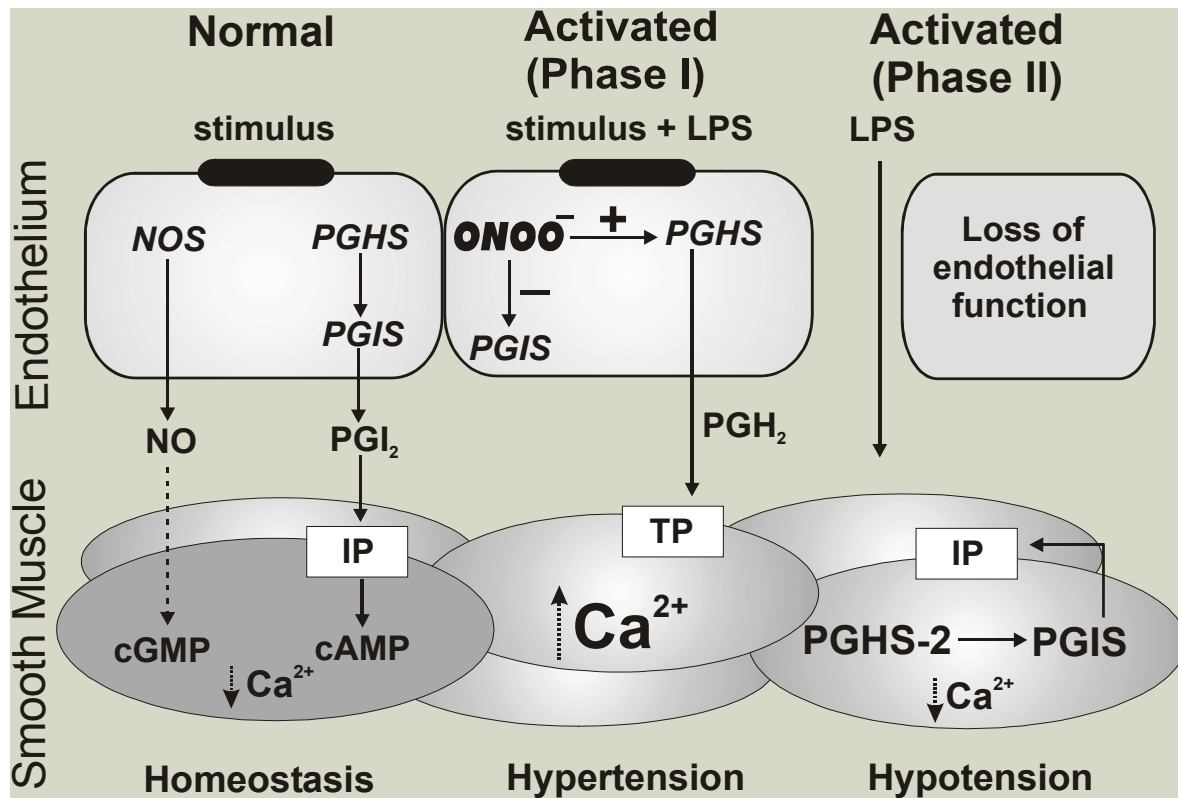 Normal
Activated
(Phase I)
Activated
(Phase II)
stimulus
stimulus + LPS
LPS
Endothelium
NOS
PGHS
PGIS
ONOO⁻
+
PGHS
–
PGIS
Loss of
endothelial
function
NO
PGI₂
PGH₂
Smooth Muscle
IP
cGMP
cAMP
Ca²⁺
TP
Ca²⁺
IP
PGHS-2
PGIS
Ca²⁺
Homeostasis
Hypertension
Hypotension